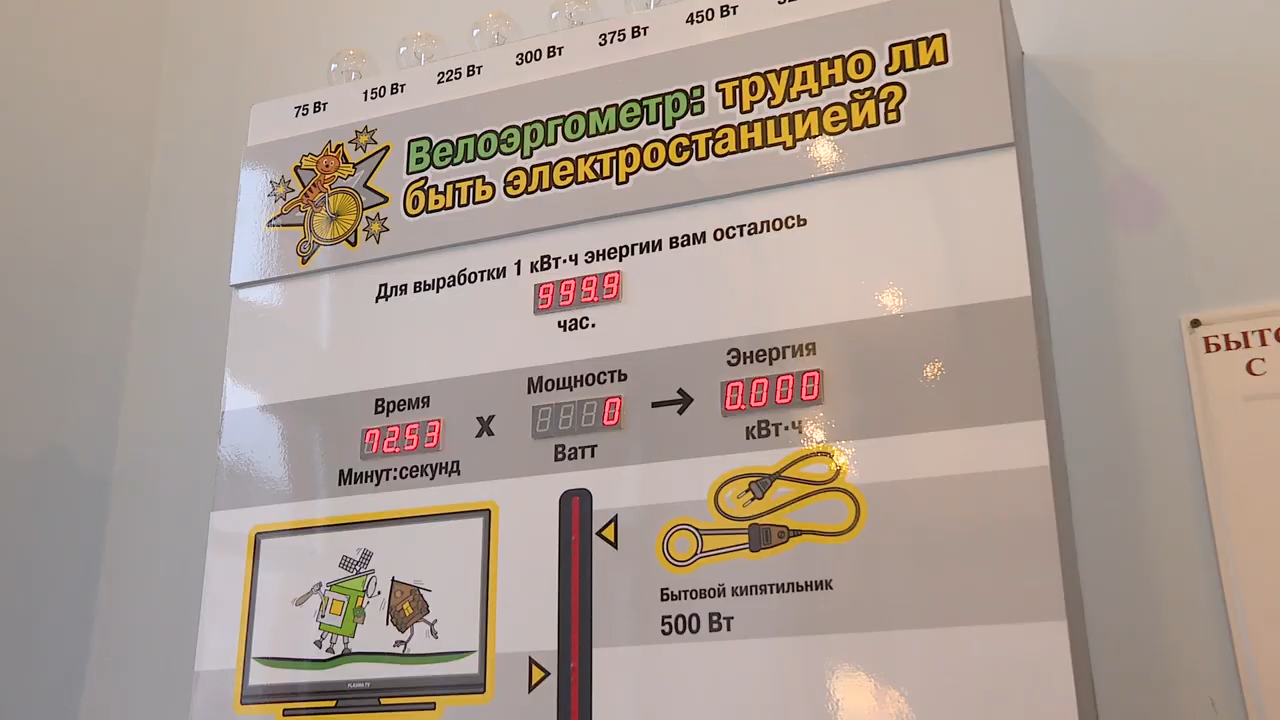 75 Вт 150 Вт 225 Вт 300 Вт 375 Вт 450 Вт
Велоэргометр: трудно ли
быть электростанцией?
Для выработки 1 кВт·ч энергии вам осталось
999.9
час.
Время
72.53
Минут:секунд
x
Мощность
0
Ватт
→
Энергия
0.000
кВт·ч
PLASMA TV
Бытовой кипятильник
500 Вт
С